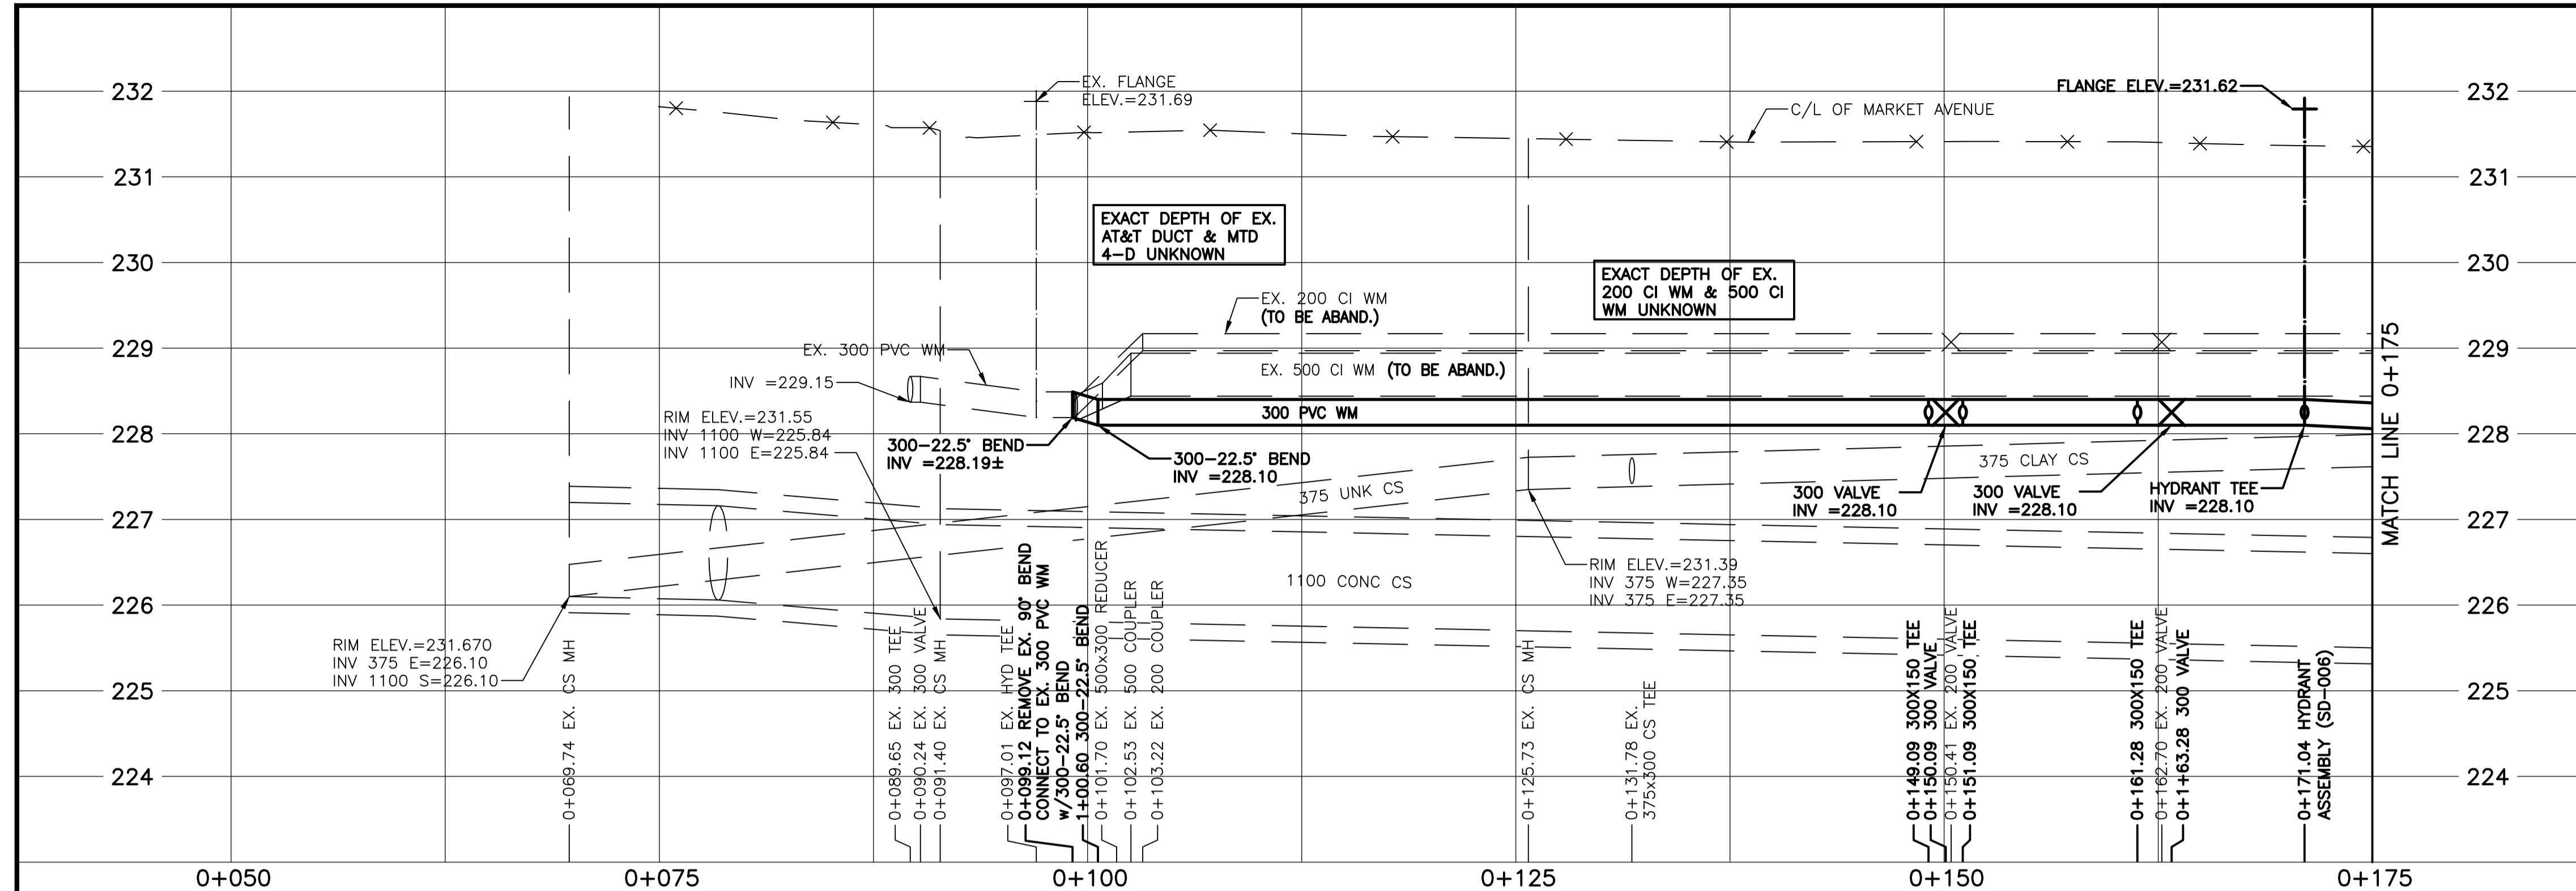 232
231
230
229
228
227
226
225
224
EX. FLANGE
ELEV.=231.69
C/L OF MARKET AVENUE
FLANGE ELEV.=231.62
232
231
230
229
228
227
226
225
224
EXACT DEPTH OF EX.
AT&T DUCT & MTD
4-D UNKNOWN
EXACT DEPTH OF EX.
200 CI WM & 500 CI
WM UNKNOWN
EX. 200 CI WM
(TO BE ABAND.)
EX. 300 PVC WM
INV =229.15
EX. 500 CI WM (TO BE ABAND.)
RIM ELEV.=231.55
INV 1100 W=225.84
INV 1100 E=225.84
300 PVC WM
300-22.5° BEND
INV =228.19±
300-22.5° BEND
INV =228.10
375 UNK CS
375 CLAY CS
300 VALVE
INV =228.10
300 VALVE
INV =228.10
HYDRANT TEE
INV =228.10
MATCH LINE 0+175
1100 CONC CS
RIM ELEV.=231.39
INV 375 W=227.35
INV 375 E=227.35
RIM ELEV.=231.670
INV 375 E=226.10
INV 1100 S=226.10
0+069.74 EX. CS MH
0+089.65 EX. 300 TEE
0+090.24 EX. 300 VALVE
0+091.40 EX. CS MH
0+097.01 EX. HYD TEE
0+099.12 REMOVE EX. 90° BEND
CONNECT TO EX. 300 PVC WM
w/300-22.5° BEND
1+00.60 300-22.5° BEND
0+101.70 EX. 500x300 REDUCER
0+102.53 EX. 500 COUPLER
0+103.22 EX. 200 COUPLER
0+125.73 EX. CS MH
0+131.78 EX.
375x300 CS TEE
0+149.09 300X150 TEE
0+150.09 300 VALVE
0+150.41 EX. 200 VALVE
0+151.09 300X150 TEE
0+161.28 300X150 TEE
0+162.70 EX. 200 VALVE
0+1+63.28 300 VALVE
0+171.04 HYDRANT
ASSEMBLY (SD-006)
0+050
0+075
0+100
0+125
0+150
0+175